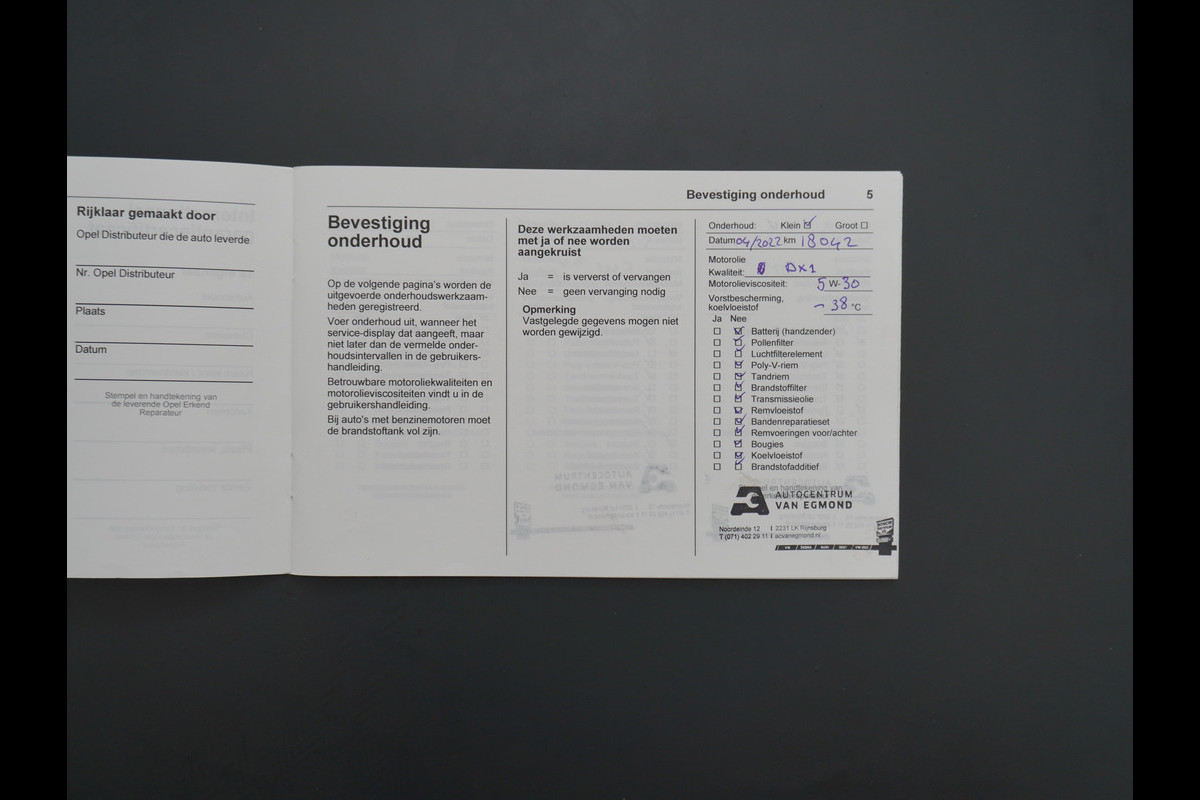 Rijklaar gemaakt door
Opel Distributeur die de auto leverde
Nr. Opel Distributeur
Plaats
Datum
Stempel en handtekening van
de leverende Opel Erkend
Reparateur
Bevestiging onderhoud 5
Bevestiging
onderhoud
Op de volgende pagina's worden de
uitgevoerde onderhoudswerkzaam-
heden geregistreerd.
Voer onderhoud uit, wanneer het
service-display dat aangeeft, maar
niet later dan de vermelde onder-
houdsintervallen in de gebruikers-
handleiding.
Betrouwbare motoroliekwaliteiten en
motorolieviscositeiten vindt u in de
gebruikershandleiding.
Bij auto's met benzinemotoren moet
de brandstoftank vol zijn.
Deze werkzaamheden moeten
met ja of nee worden
aangekruist
Ja = is ververst of vervangen
Nee = geen vervanging nodig
Opmerking
Vastgelegde gegevens mogen niet
worden gewijzigd.
Onderhoud: Klein Groot
Datum 04/2022 km 18042
Motorolie
Kwaliteit: DX1
Motorolieviscositeit: 5 W-30
Vorstbescherming,
koelvloeistof -38 °C
Ja Nee
Batterij (handzender)
Pollenfilter
Luchtfilterelement
Poly-V-riem
Tandriem
Brandstoffilter
Transmissieolie
Remvloeistof
Bandenreparatieset
Remvoeringen voor/achter
Bougies
Koelvloeistof
Brandstofadditief
Stempel en handtekening van
AUTOCENTRUM
VAN EGMOND
Noordeinde 12 I 2231 LK Rijnsburg
T (071) 402 29 11 I acvanegmond.nl